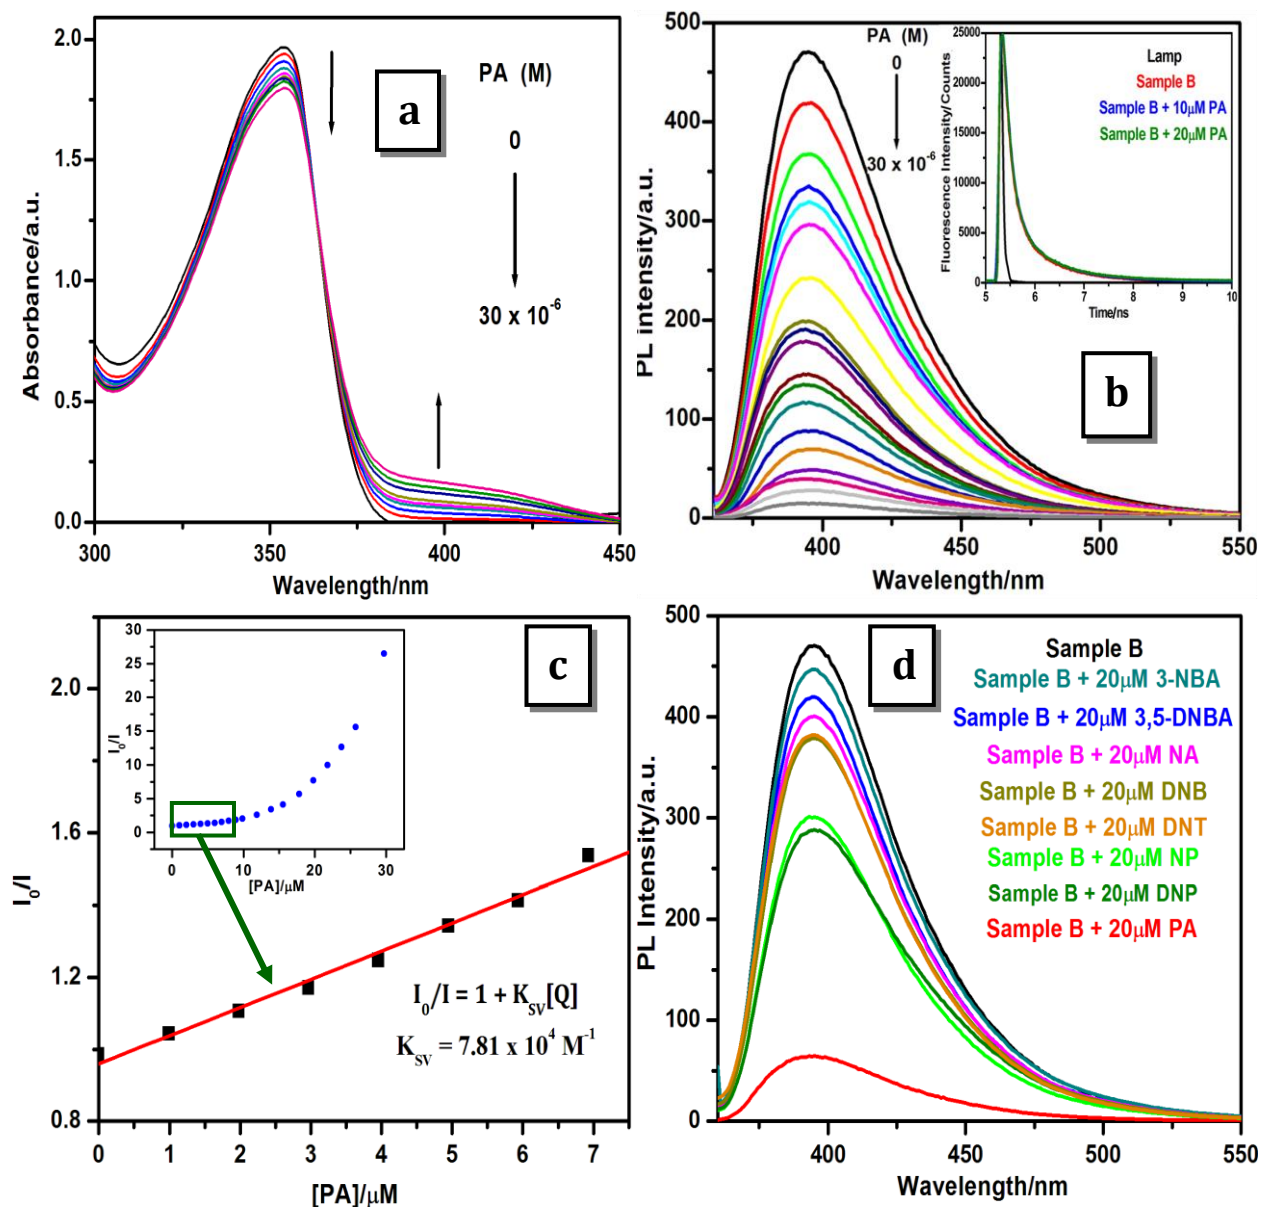 2.0
1.5
1.0
0.5
0.0
Absorbance/a.u.
300
350
400
450
Wavelength/nm
a
PA (M)
0
30 x 10⁻⁶
500
400
300
200
100
0
PL intensity/a.u.
400
450
500
550
Wavelength/nm
PA (M)
0
30 x 10⁻⁶
b
25000
20000
15000
10000
5000
0
Fluorescence Intensity/Counts
5
6
7
8
9
10
Time/ns
Lamp
Sample B
Sample B + 10μM PA
Sample B + 20μM PA
2.0
1.6
1.2
0.8
I₀/I
0
1
2
3
4
5
6
7
[PA]/μM
c
30
25
20
15
10
5
0
I₀/I
0
10
20
30
[PA]/μM
I₀/I = 1 + K_SV[Q]
K_SV = 7.81 x 10⁴ M⁻¹
500
400
300
200
100
0
PL Intensity/a.u.
400
450
500
550
Wavelength/nm
d
Sample B
Sample B + 20μM 3-NBA
Sample B + 20μM 3,5-DNBA
Sample B + 20μM NA
Sample B + 20μM DNB
Sample B + 20μM DNT
Sample B + 20μM NP
Sample B + 20μM DNP
Sample B + 20μM PA